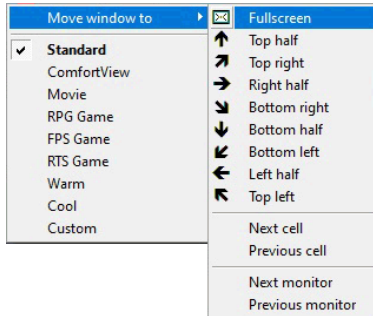 Move window to
Standard
ComfortView
Movie
RPG Game
FPS Game
RTS Game
Warm
Cool
Custom
Fullscreen
Top half
Top right
Right half
Bottom right
Bottom half
Bottom left
Left half
Top left
Next cell
Previous cell
Next monitor
Previous monitor